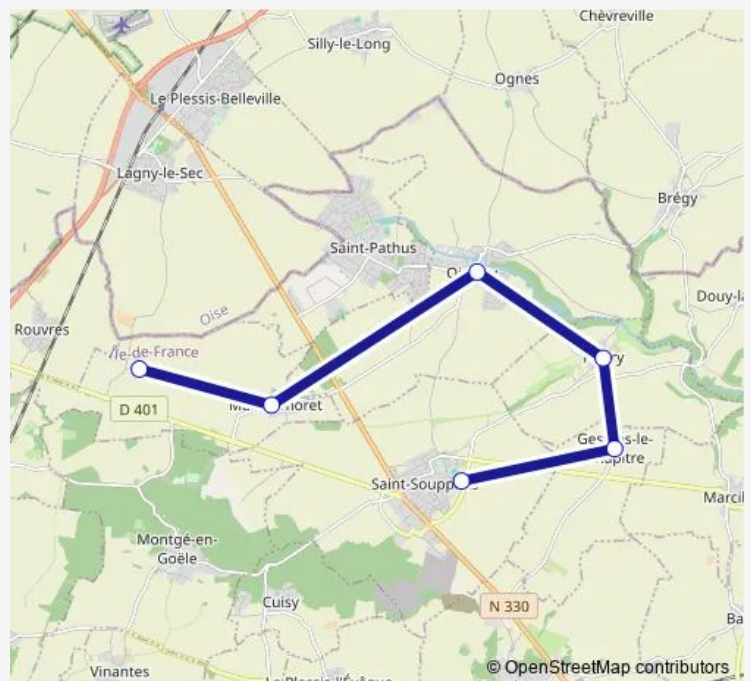 Chèvreville
Silly-le-Long
Ognes
Le Plessis-Belleville
Lagny-le-Sec
Brégy
Saint-Pathus
Oise
Rouvres
Île-de-France
D 401
Saint-Soupp
Montgé-en-
Goële
Cuisy
N 330
Vinantes
© OpenStreetMap contributors